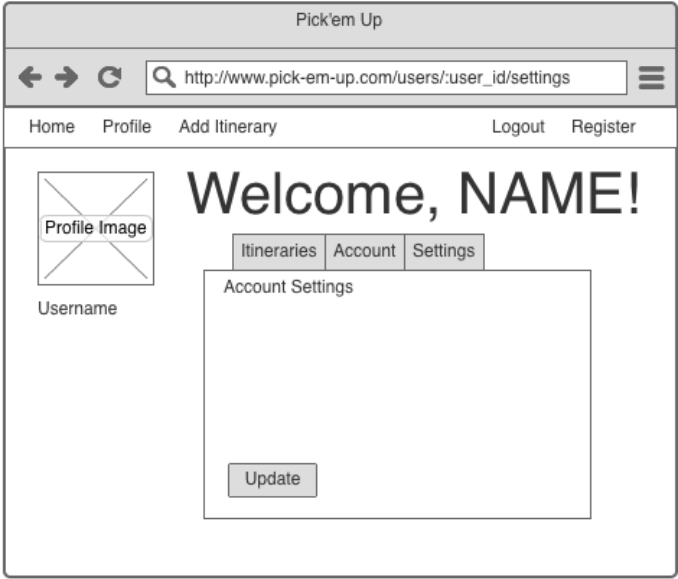 Pick'em Up
http://www.pick-em-up.com/users/:user_id/settings
Home Profile Add Itinerary Logout Register
Welcome, NAME!
Profile Image
Username
Itineraries Account Settings
Account Settings
Update